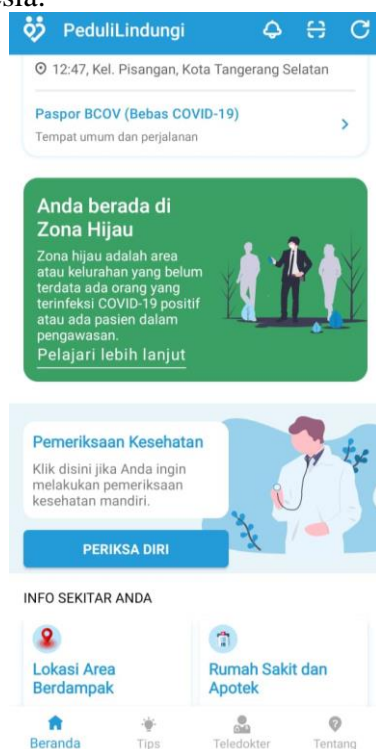 PeduliLindungi
12:47, Kel. Pisangan, Kota Tangerang Selatan
Paspor BCOV (Bebas COVID-19)
Tempat umum dan perjalanan
Anda berada di
Zona Hijau
Zona hijau adalah area
atau kelurahan yang belum
terdata ada orang yang
terinfeksi COVID-19 positif
atau ada pasien dalam
pengawasan.
Pelajari lebih lanjut
Pemeriksaan Kesehatan
Klik disini jika Anda ingin
melakukan pemeriksaan
kesehatan mandiri.
PERIKSA DIRI
INFO SEKITAR ANDA
Lokasi Area
Berdampak
Rumah Sakit dan
Apotek
Beranda Tips Teledokter Tentang